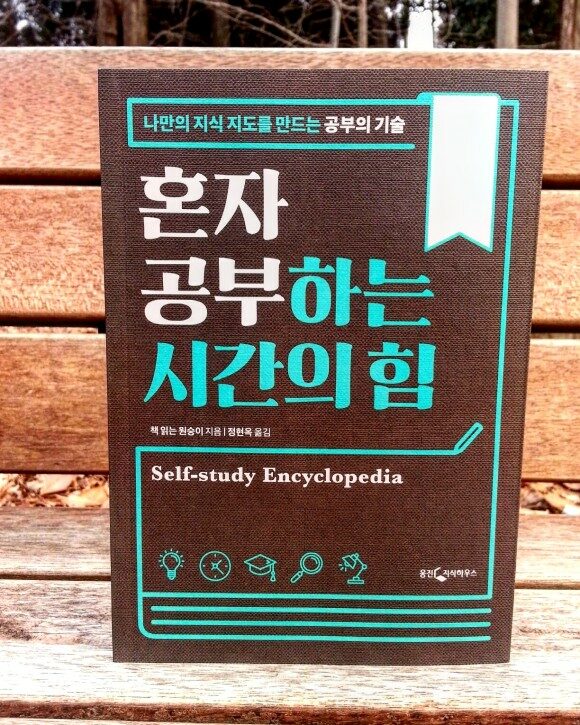 나만의 지식 지도를 만드는 공부의 기술
혼자
공부하는
시간의 힘
책 읽는 원숭이 지음 | 정현옥 옮김
Self-study Encyclopedia
웅진 지식하우스